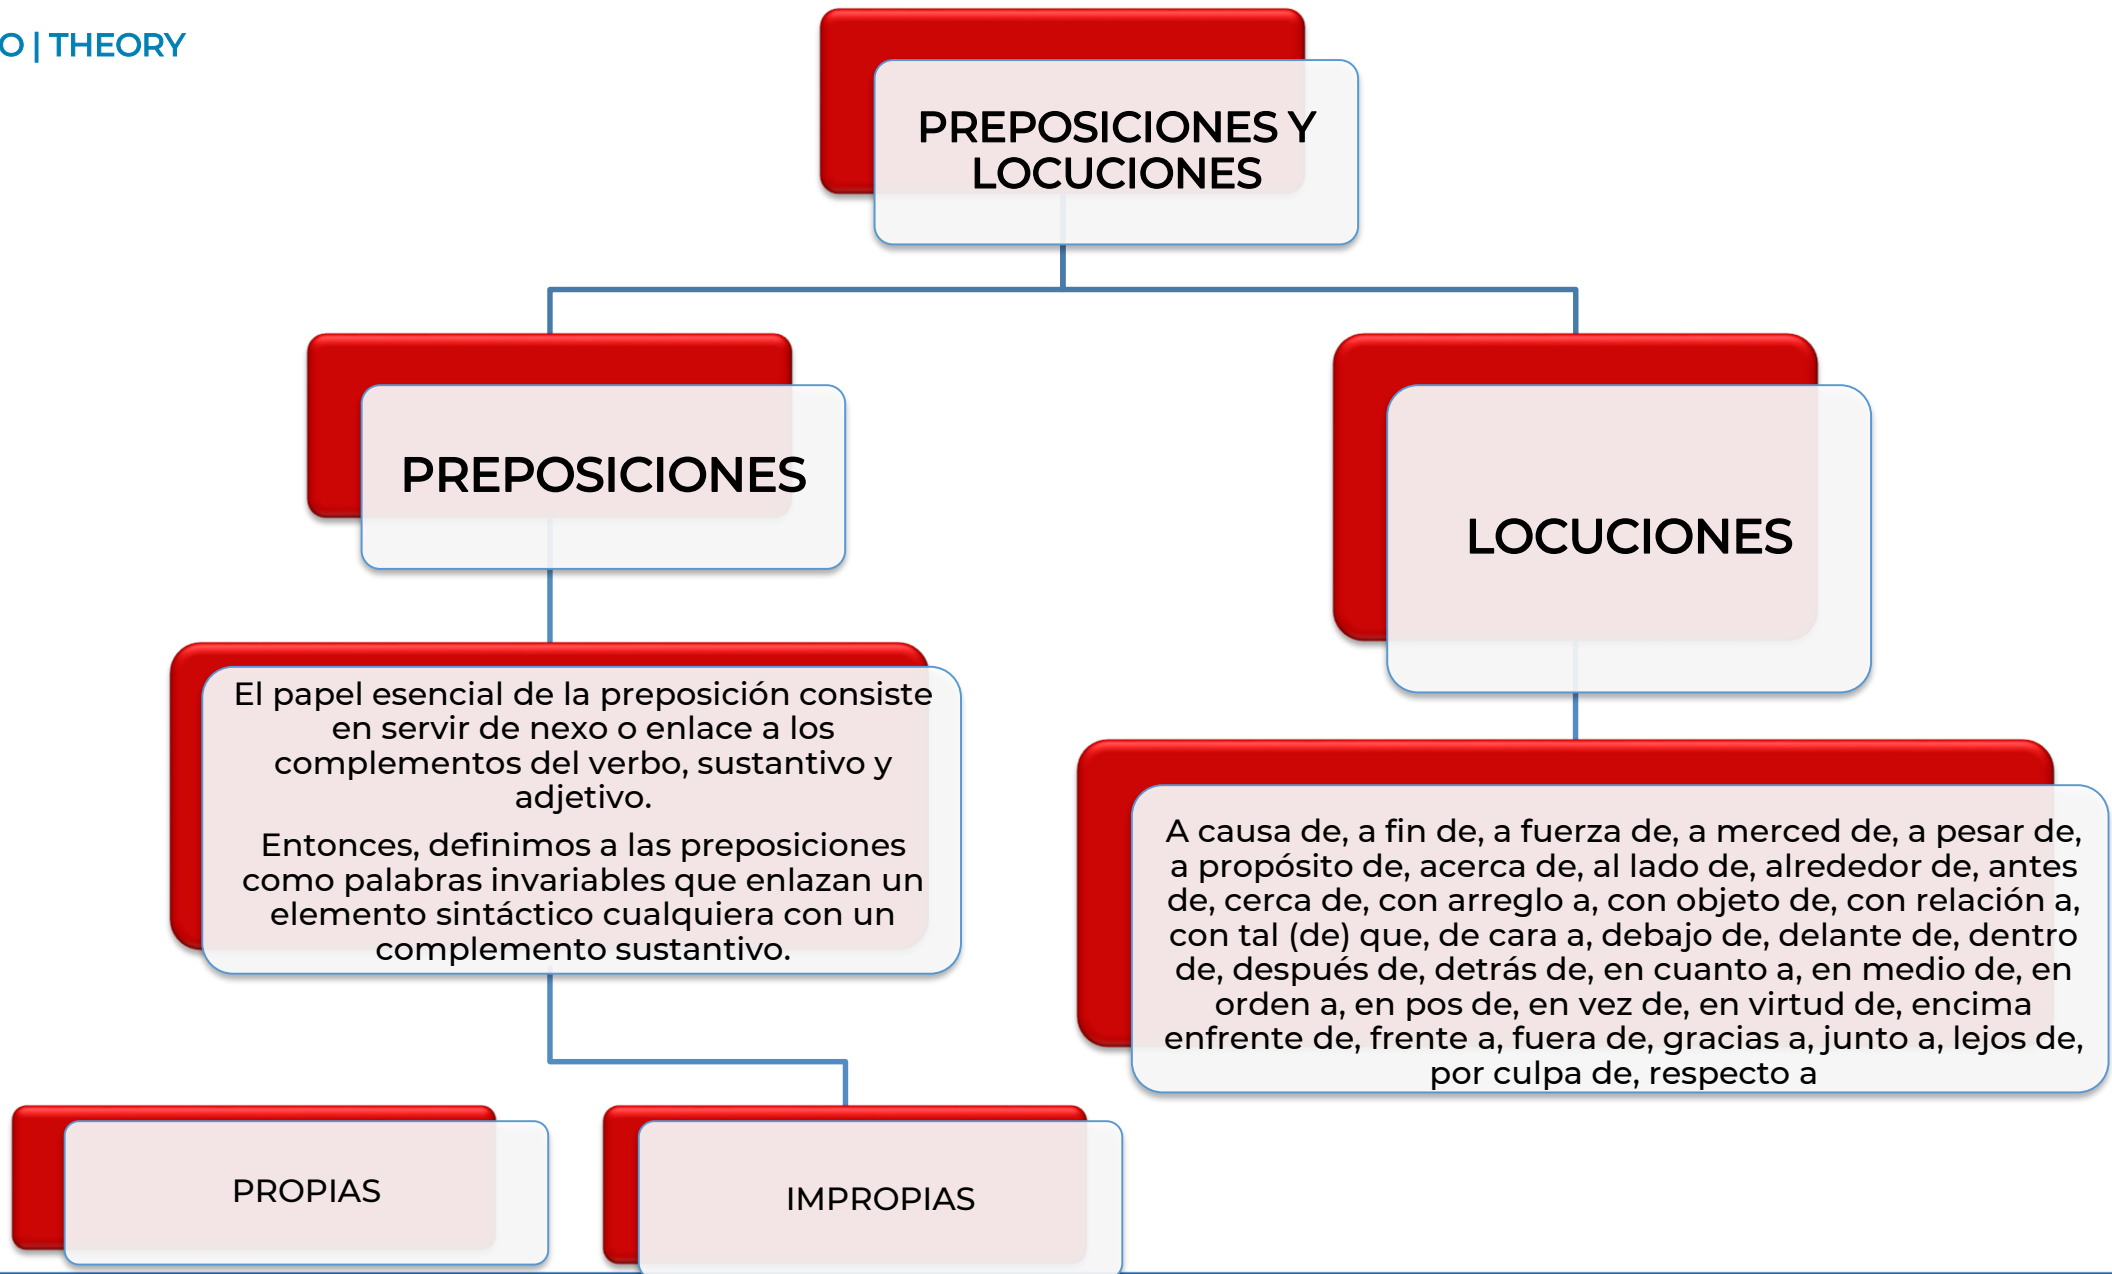 O | THEORY
PREPOSICIONES Y
LOCUCIONES
PREPOSICIONES
LOCUCIONES
El papel esencial de la preposición consiste
en servir de nexo o enlace a los
complementos del verbo, sustantivo y
adjetivo.
Entonces, definimos a las preposiciones
como palabras invariables que enlazan un
elemento sintáctico cualquiera con un
complemento sustantivo.
A causa de, a fin de, a fuerza de, a merced de, a pesar de,
a propósito de, acerca de, al lado de, alrededor de, antes
de, cerca de, con arreglo a, con objeto de, con relación a,
con tal (de) que, de cara a, debajo de, delante de, dentro
de, después de, detrás de, en cuanto a, en medio de, en
orden a, en pos de, en vez de, en virtud de, encima
enfrente de, frente a, fuera de, gracias a, junto a, lejos de,
por culpa de, respecto a
PROPIAS
IMPROPIAS